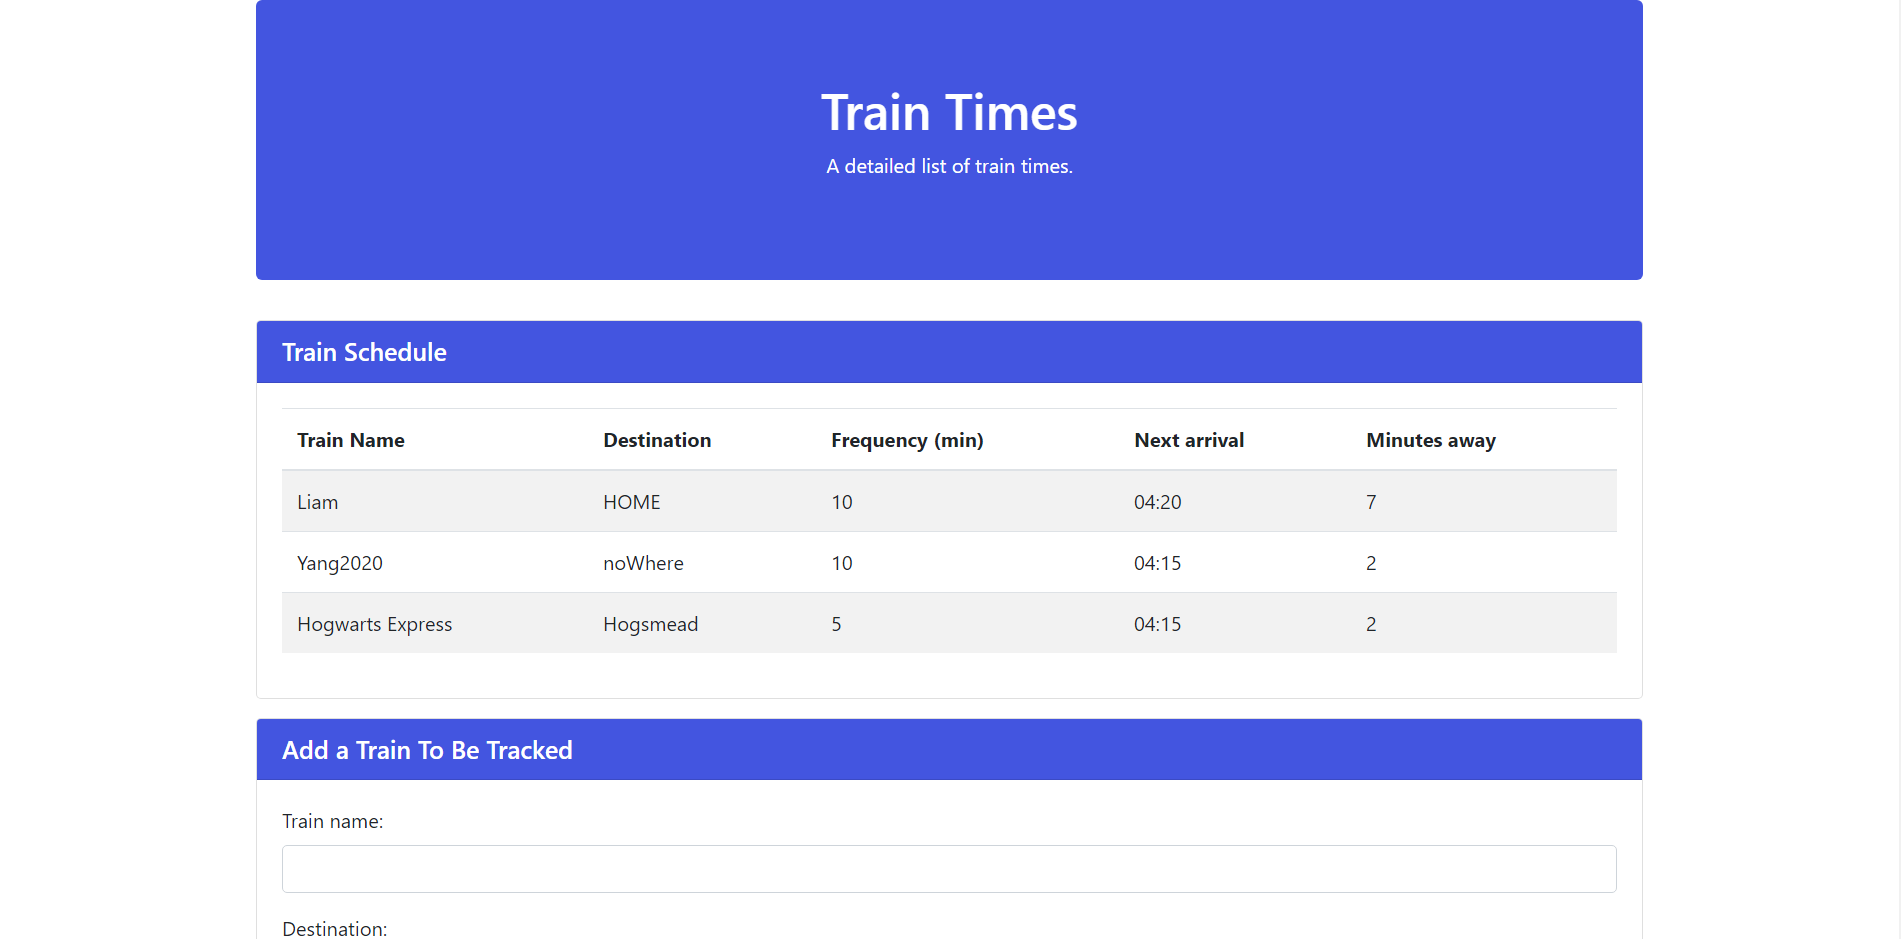 Train Times
A detailed list of train times.
Train Schedule
Train Name Destination Frequency (min) Next arrival Minutes away
Liam HOME 10 04:20 7
Yang2020 noWhere 10 04:15 2
Hogwarts Express Hogsmead 5 04:15 2
Add a Train To Be Tracked
Train name:
Destination: